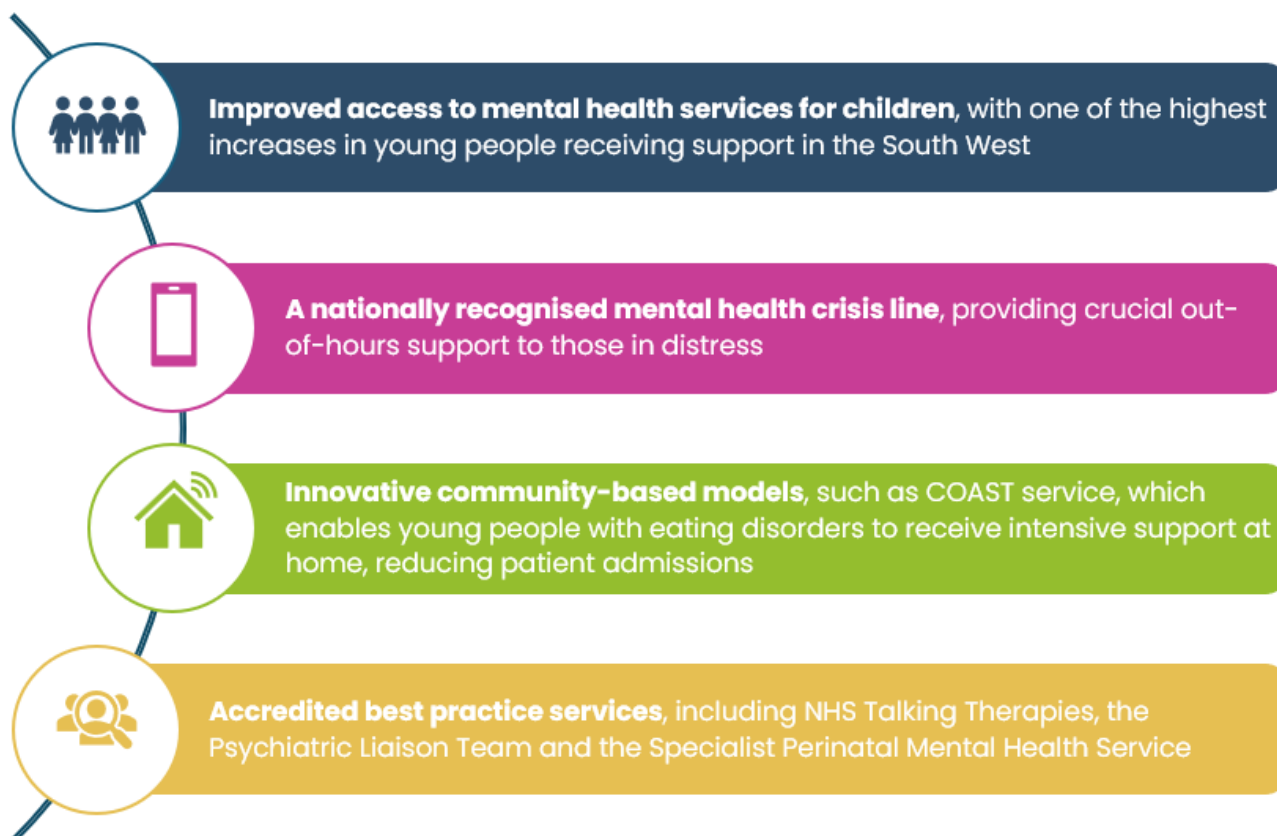 Improved access to mental health services for children, with one of the highest
increases in young people receiving support in the South West
A nationally recognised mental health crisis line, providing crucial out-
of-hours support to those in distress
Innovative community-based models, such as COAST service, which
enables young people with eating disorders to receive intensive support at
home, reducing patient admissions
Accredited best practice services, including NHS Talking Therapies, the
Psychiatric Liaison Team and the Specialist Perinatal Mental Health Service